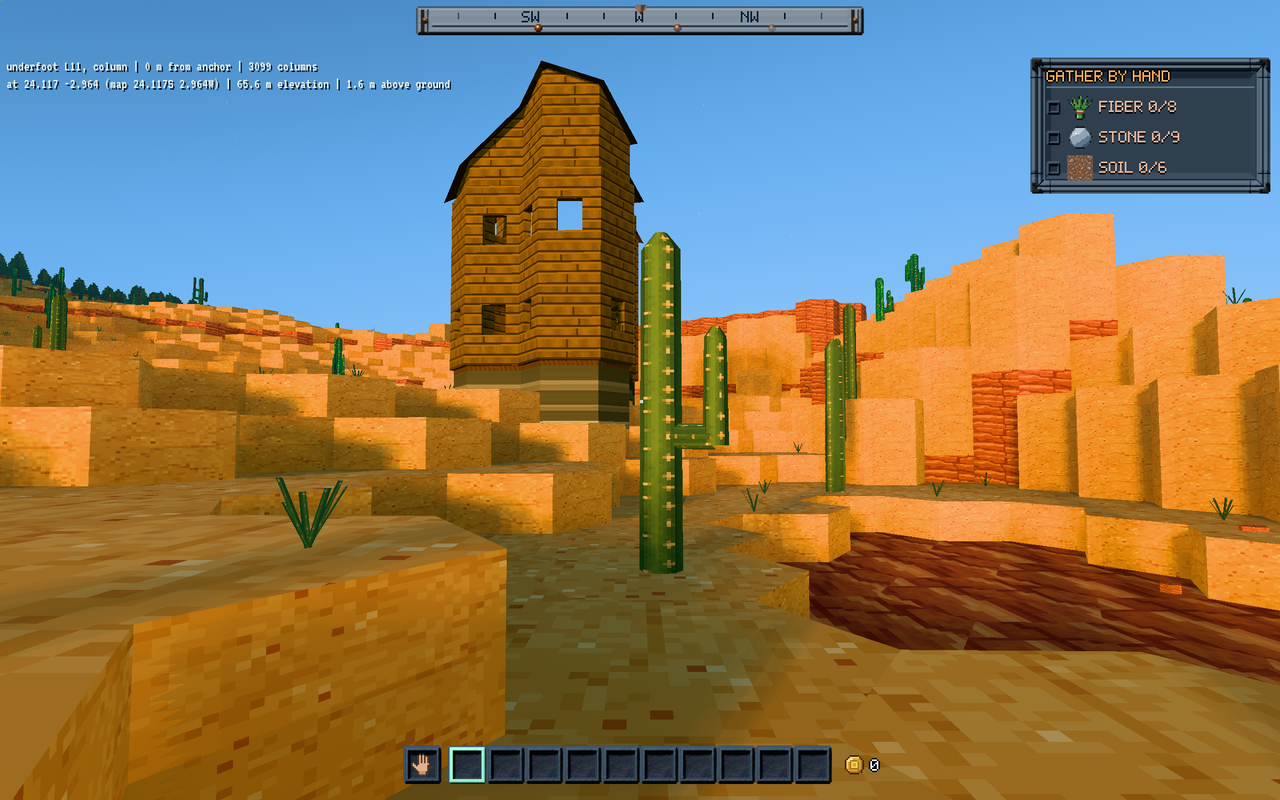 SW W NW
underfoot L11, column | 0 m from anchor | 3099 columns
at 24.117 -2.964 (map 24.117S 2.964W) | 65.6 m elevation | 1.6 m above ground
GATHER BY HAND
FIBER 0/8
STONE 0/9
SOIL 0/6
0